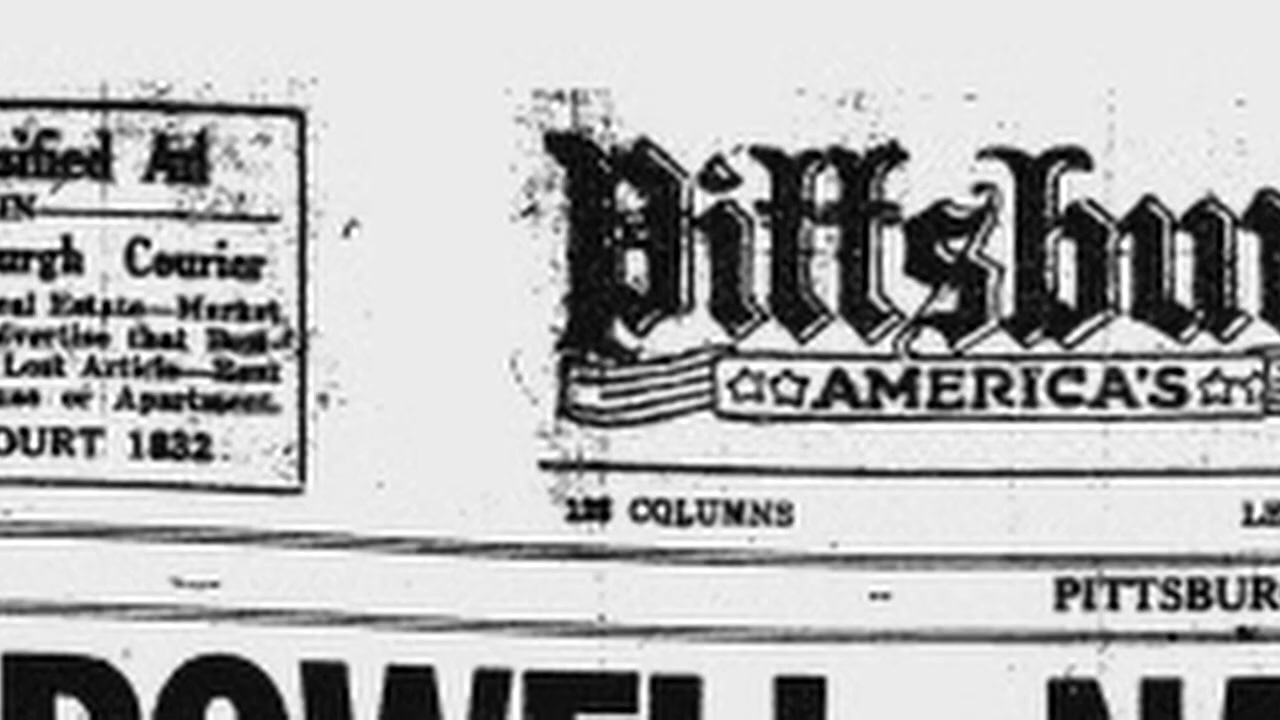 sified Ad
IN
urgh Courier
eal Estate—Market
dvertise that
Lost Article—Rent
use or Apartment.
OURT 1832
Pittsbur
AMERICA'S
COLUMNS
PITTSBUR
POWELL